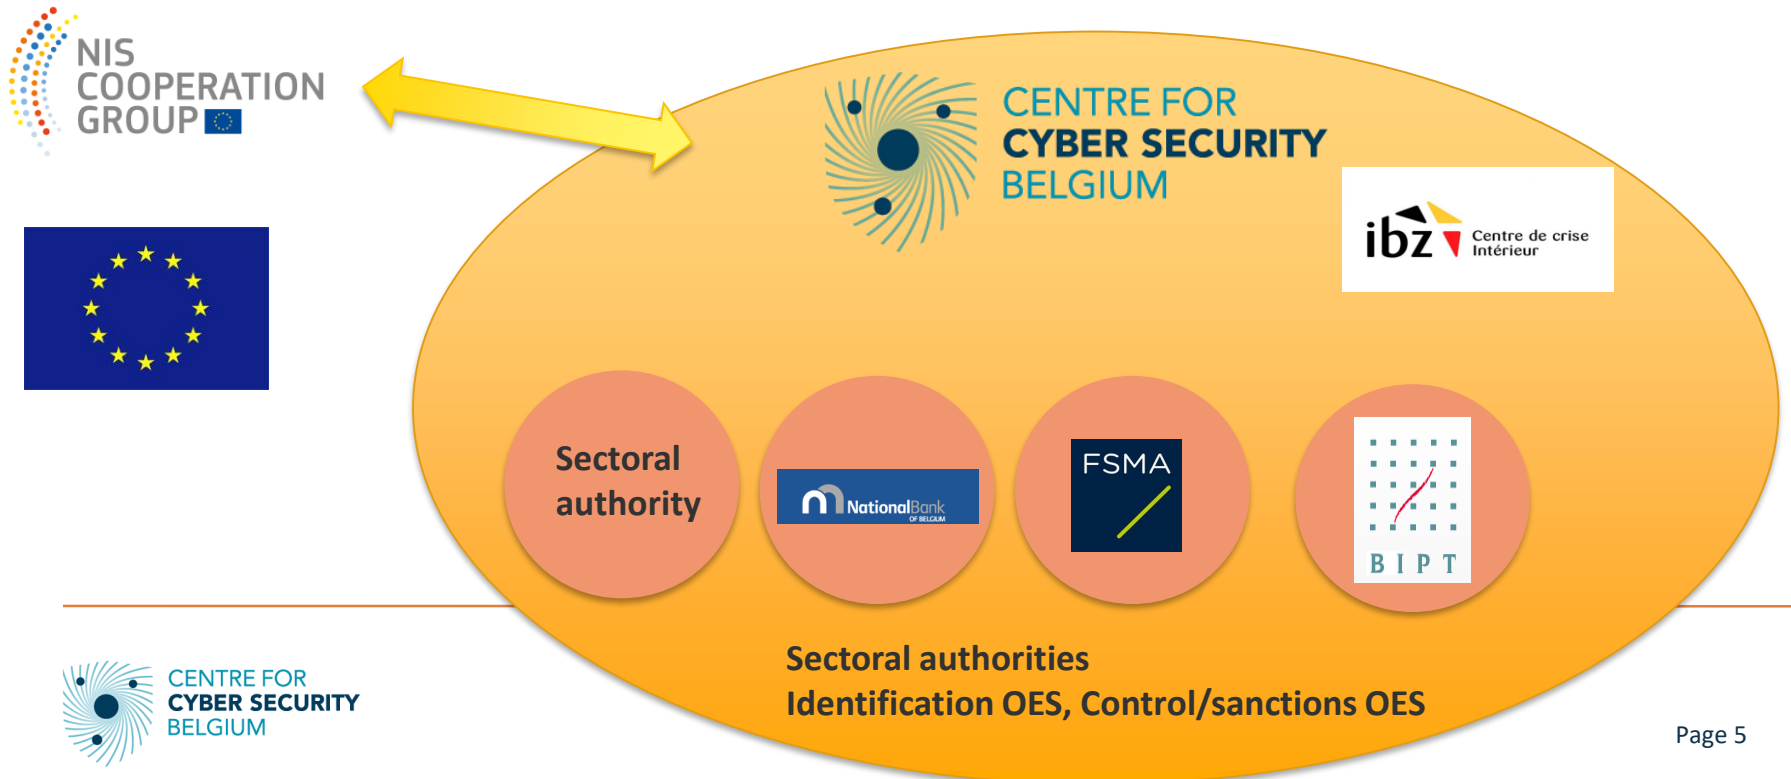 NIS
COOPERATION
GROUP
CENTRE FOR
CYBER SECURITY
BELGIUM
ibz Centre de crise
Intérieur
Sectoral
authority
NationalBank
OF BELGIUM
FSMA
BIPT
Sectoral authorities
Identification OES, Control/sanctions OES
CENTRE FOR
CYBER SECURITY
BELGIUM
Page 5